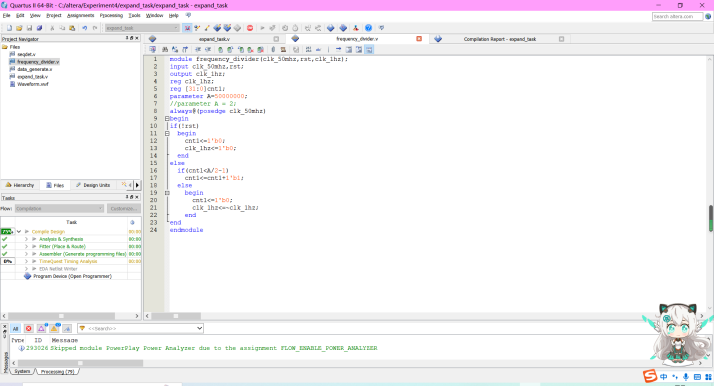 Quartus II 64-Bit - C:/altera/Experiment4/expand_task/expand_task - expand_task
File Edit View Project Assignments Processing Tools Window Help
Search altera.com
expand_task
Project Navigator
Files
seqdet.v
frequency_divider.v
data_generate.v
expand_task.v
Waveform.vwf
Hierarchy Files Design Units
Tasks
Flow: Compilation Customize...
Task
Compile Design 00:00
Analysis & Synthesis 00:00
Fitter (Place & Route) 00:00
Assembler (Generate programming files) 00:00
0% TimeQuest Timing Analysis 00:00
EDA Netlist Writer
Program Device (Open Programmer)
expand_task.v frequency_divider.v Compilation Report - expand_task
1 module frequency_divider(clk_50mhz,rst,clk_1hz);
2 input clk_50mhz,rst;
3 output clk_1hz;
4 reg clk_1hz;
5 reg [31:0]cnt1;
6 parameter A=50000000;
7 //parameter A = 2;
8 always@(posedge clk_50mhz)
9 begin
10 if(!rst)
11 begin
12 cnt1<=1'b0;
13 clk_1hz<=1'b0;
14 end
15 else
16 if(cnt1<A/2-1)
17 cnt1<=cnt1+1'b1;
18 else
19 begin
20 cnt1<=1'b0;
21 clk_1hz<=~clk_1hz;
22 end
23 end
24 endmodule
All <<Search>>
Type ID Message
293026 Skipped module PowerPlay Power Analyzer due to the assignment FLOW_ENABLE_POWER_ANALYZER
Messages
System Processing (75)
中